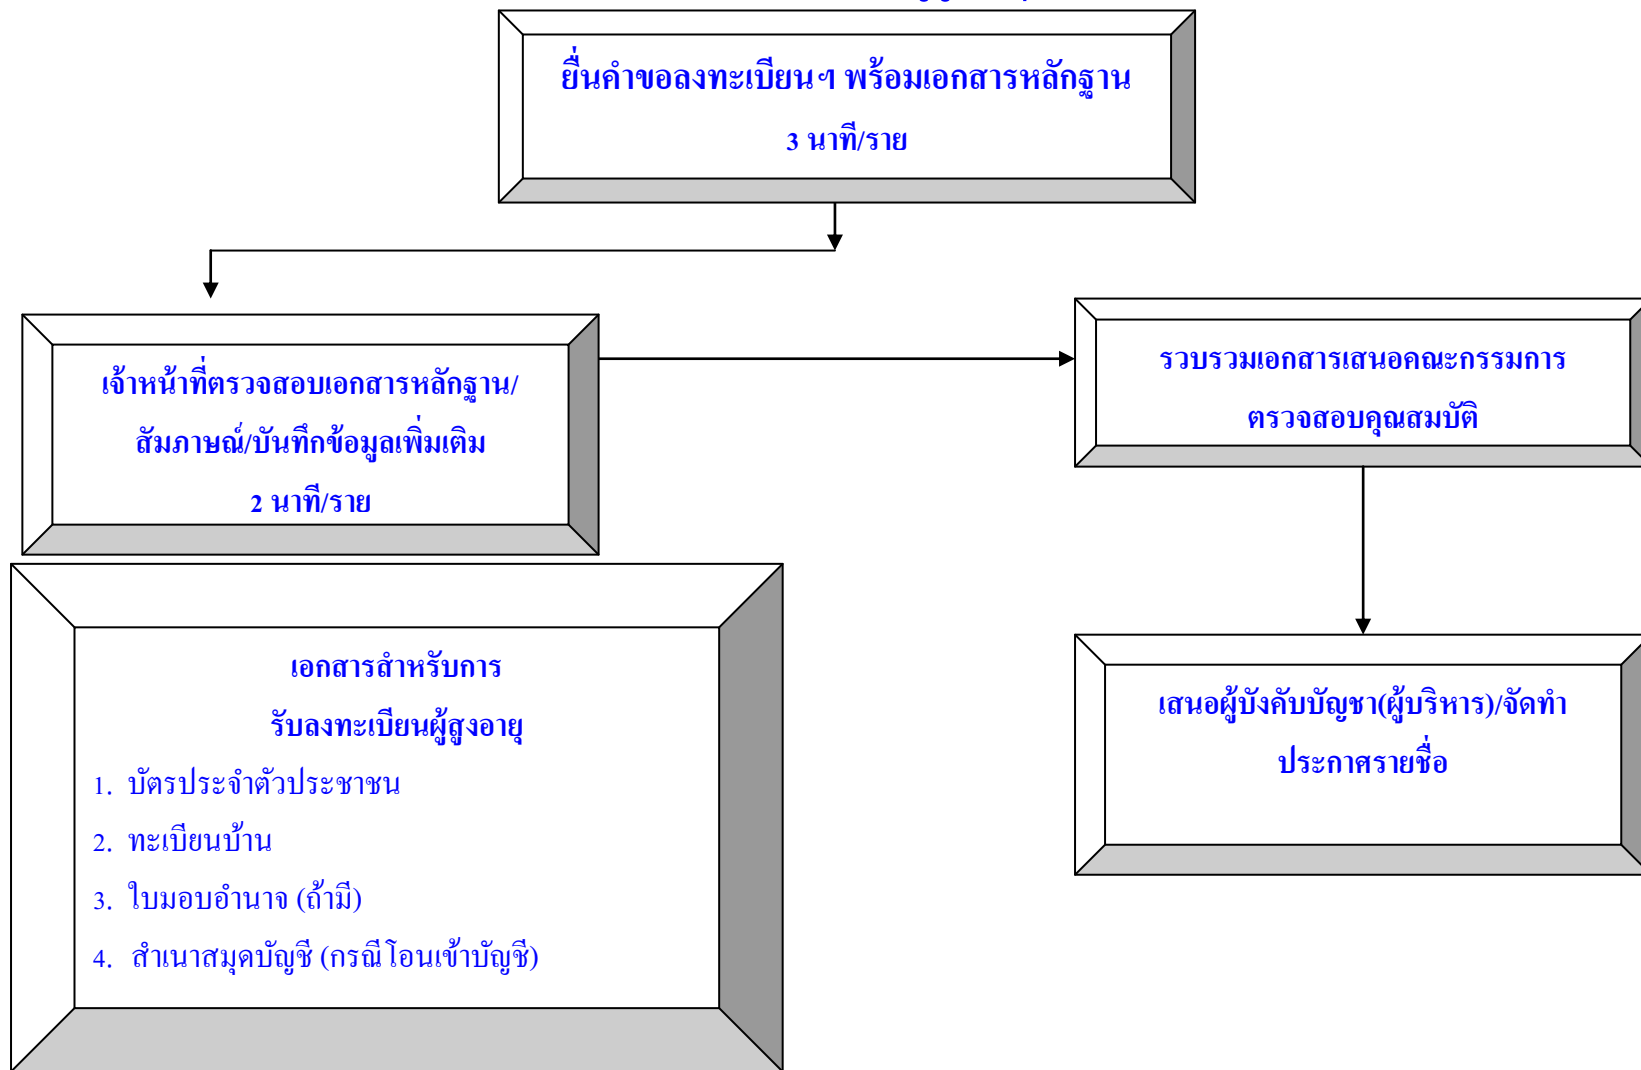 ยื่นคำขอลงทะเบียนฯ พร้อมเอกสารหลักฐาน
3 นาที/ราย
เจ้าหน้าที่ตรวจสอบเอกสารหลักฐาน/
สัมภาษณ์/บันทึกข้อมูลเพิ่มเติม
2 นาที/ราย
รวบรวมเอกสารเสนอคณะกรรมการ
ตรวจสอบคุณสมบัติ
เสนอผู้บังคับบัญชา(ผู้บริหาร)/จัดทำ
ประกาศรายชื่อ
เอกสารสำหรับการ
รับลงทะเบียนผู้สูงอายุ
1. บัตรประจำตัวประชาชน
2. ทะเบียนบ้าน
3. ใบมอบอำนาจ (ถ้ามี)
4. สำเนาสมุดบัญชี (กรณีโอนเข้าบัญชี)